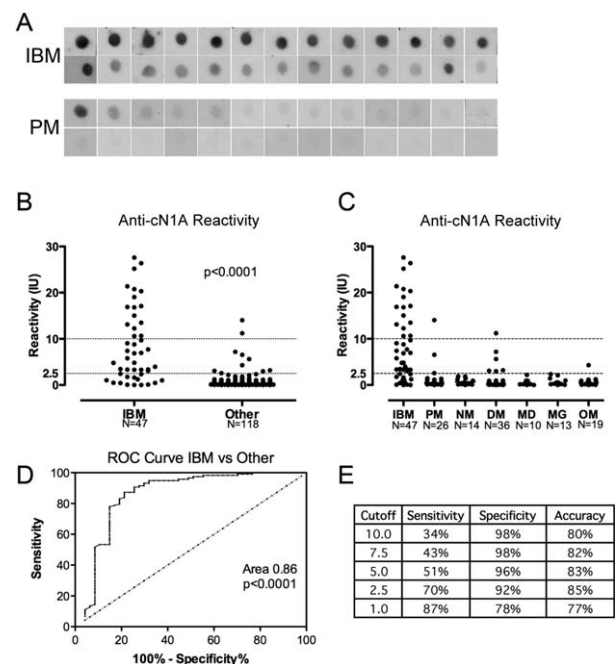 A
IBM
PM
B
Anti-cN1A Reactivity
Reactivity (IU)
30
20
10
2.5
0
p<0.0001
IBM
N=47
Other
N=118
C
Anti-cN1A Reactivity
Reactivity (IU)
30
20
10
2.5
0
IBM PM NM DM MD MG OM
N=47 N=26 N=14 N=36 N=10 N=13 N=19
D
ROC Curve IBM vs Other
Sensitivity
100
80
60
40
20
0
Area 0.86
p<0.0001
0 20 40 60 80 100
100% - Specificity%
E
Cutoff Sensitivity Specificity Accuracy
10.0 34% 98% 80%
7.5 43% 98% 82%
5.0 51% 96% 83%
2.5 70% 92% 85%
1.0 87% 78% 77%